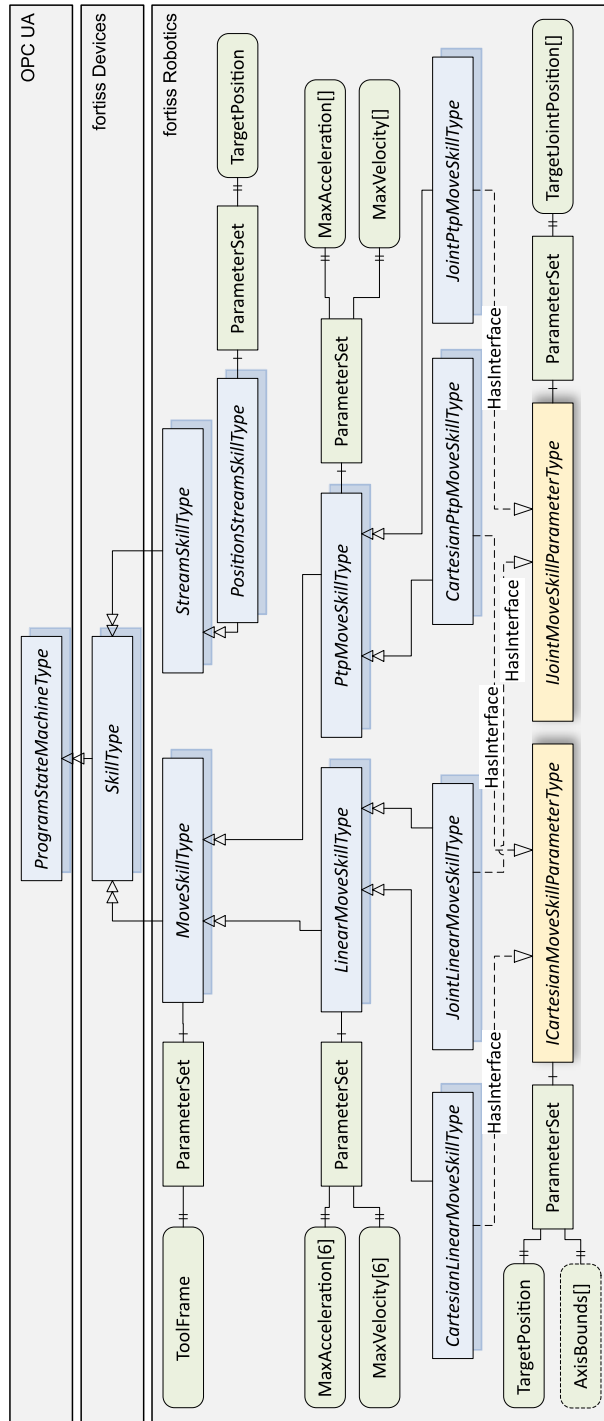 OPC UA
ProgramStateMachineType
fortiss Devices
SkillType
fortiss Robotics
ToolFrame
ParameterSet
MoveSkillType
StreamSkillType
PositionStreamSkillType
ParameterSet
TargetPosition
MaxAcceleration[6]
MaxVelocity[6]
ParameterSet
LinearMoveSkillType
PtpMoveSkillType
ParameterSet
MaxAcceleration[]
MaxVelocity[]
CartesianLinearMoveSkillType
JointLinearMoveSkillType
CartesianPtpMoveSkillType
JointPtpMoveSkillType
HasInterface
HasInterface
HasInterface
HasInterface
TargetPosition
AxisBounds[]
ParameterSet
ICartesianMoveSkillParameterType
IJointMoveSkillParameterType
ParameterSet
TargetJointPosition[]